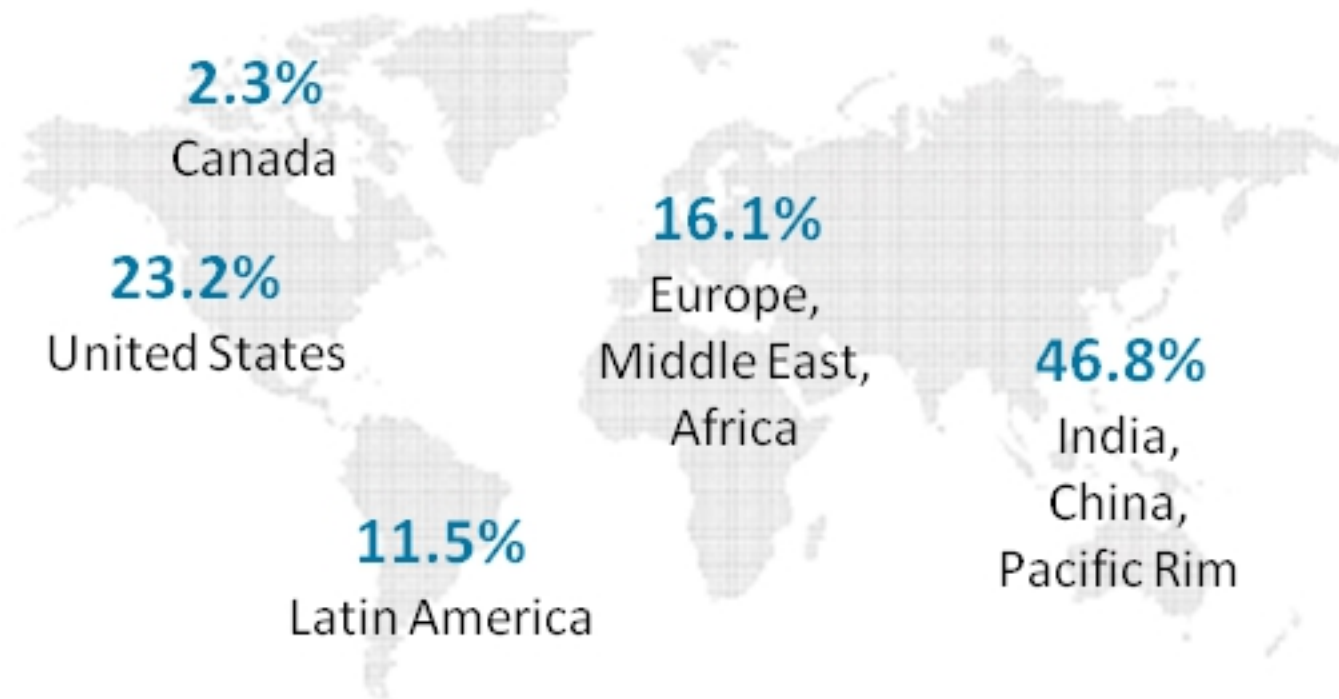 2.3%
Canada
23.2%
United States
16.1%
Europe,
Middle East,
Africa
46.8%
India,
China,
Pacific Rim
11.5%
Latin America